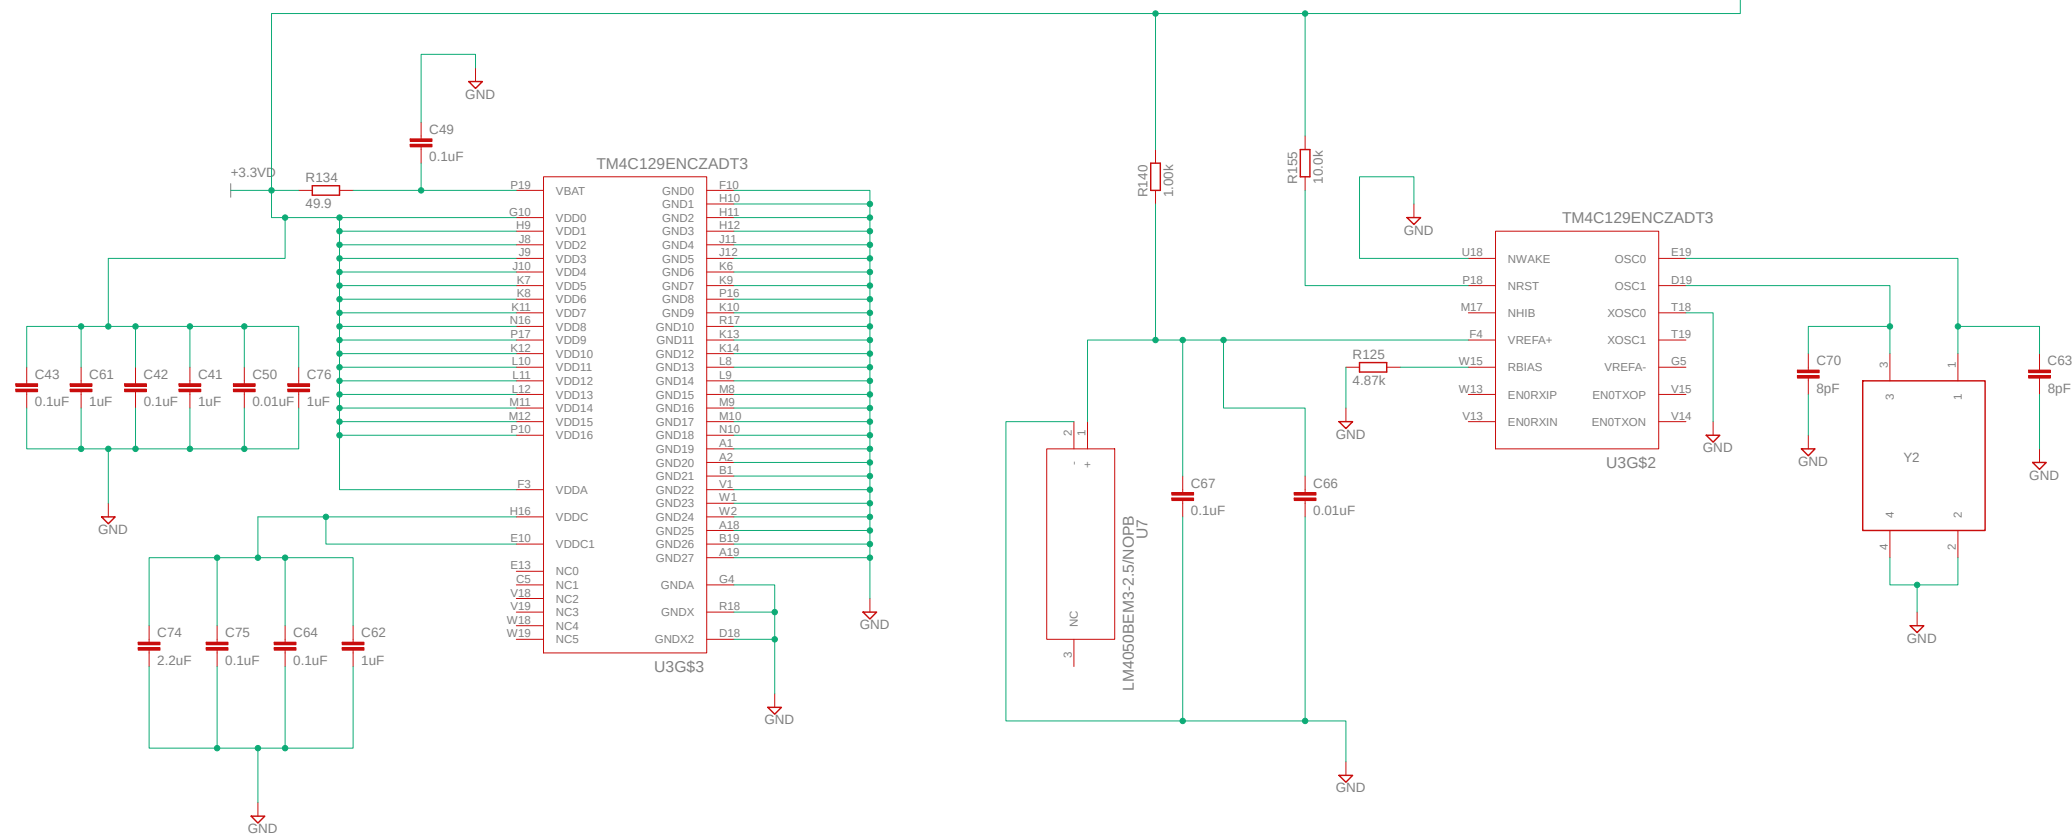 GND
C49
0.1uF
+3.3VD
R134
49.9
TM4C129ENCZADT3
P19 VBAT GND0 F10
GND1 H10
G10 VDD0 GND2 H11
H9 VDD1 GND3 H12
J8 VDD2 GND4 J11
J9 VDD3 GND5 J12
J10 VDD4 GND6 K6
K7 VDD5 GND7 K9
K8 VDD6 GND8 P16
K11 VDD7 GND9 K10
N16 VDD8 GND10 R17
P17 VDD9 GND11 K13
K12 VDD10 GND12 K14
L10 VDD11 GND13 L8
L11 VDD12 GND14 L9
L12 VDD13 GND15 M8
M11 VDD14 GND16 M9
M12 VDD15 GND17 M10
P10 VDD16 GND18 N10
GND19 A1
GND20 A2
GND21 B1
F3 VDDA GND22 V1
GND23 W1
H16 VDDC GND24 W2
GND25 A18
E10 VDDC1 GND26 B19
GND27 A19
E13 NC0
C5 NC1 GNDA G4
V18 NC2
V19 NC3 GNDX R18
W18 NC4
W19 NC5 GNDX2 D18
U3G$3
GND
GND
C43
0.1uF
C61
1uF
C42
0.1uF
C41
1uF
C50
0.01uF
C76
1uF
GND
C74
2.2uF
C75
0.1uF
C64
0.1uF
C62
1uF
GND
R140
1.00k
R155
10.0k
GND
TM4C129ENCZADT3
U18 NWAKE OSC0 E19
P18 NRST OSC1 D19
M17 NHIB XOSC0 T18
F4 VREFA+ XOSC1 T19
W15 RBIAS VREFA- G5
W13 EN0RXIP EN0TXOP V15
V13 EN0RXIN EN0TXON V14
U3G$2
R125
4.87k
GND
GND
2 1
- +
NC
3
LM4050BEM3-2.5/NOPB
U7
C67
0.1uF
C66
0.01uF
GND
C70
8pF
GND
C63
8pF
GND
3 1
3 1
Y2
4 2
4 2
GND